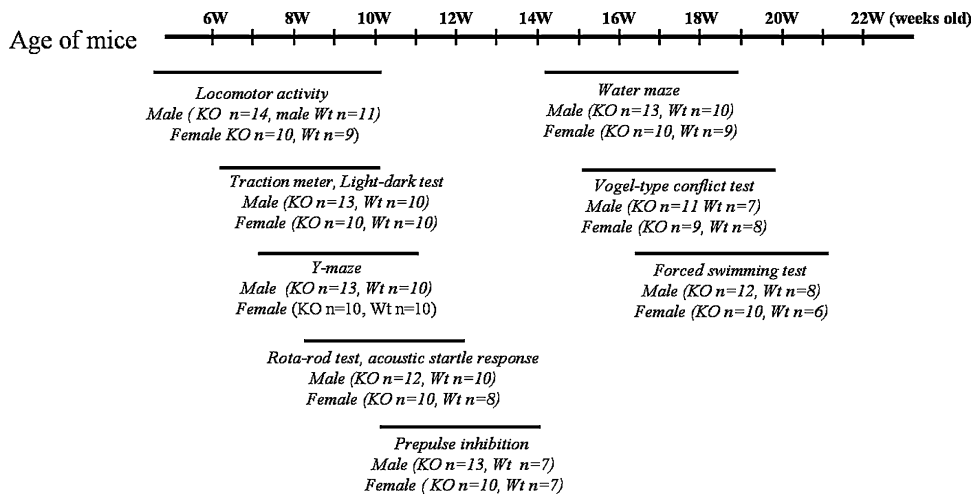 6W 8W 10W 12W 14W 16W 18W 20W 22W (weeks old)
Age of mice
Locomotor activity
Male ( KO n=14, male Wt n=11)
Female KO n=10, Wt n=9)
Water maze
Male (KO n=13, Wt n=10)
Female (KO n=10, Wt n=9)
Traction meter, Light-dark test
Male (KO n=13, Wt n=10)
Female (KO n=10, Wt n=10)
Vogel-type conflict test
Male (KO n=11 Wt n=7)
Female (KO n=9, Wt n=8)
Y-maze
Male (KO n=13, Wt n=10)
Female (KO n=10, Wt n=10)
Forced swimming test
Male (KO n=12, Wt n=8)
Female (KO n=10, Wt n=6)
Rota-rod test, acoustic startle response
Male (KO n=12, Wt n=10)
Female (KO n=10, Wt n=8)
Prepulse inhibition
Male (KO n=13, Wt n=7)
Female ( KO n=10, Wt n=7)